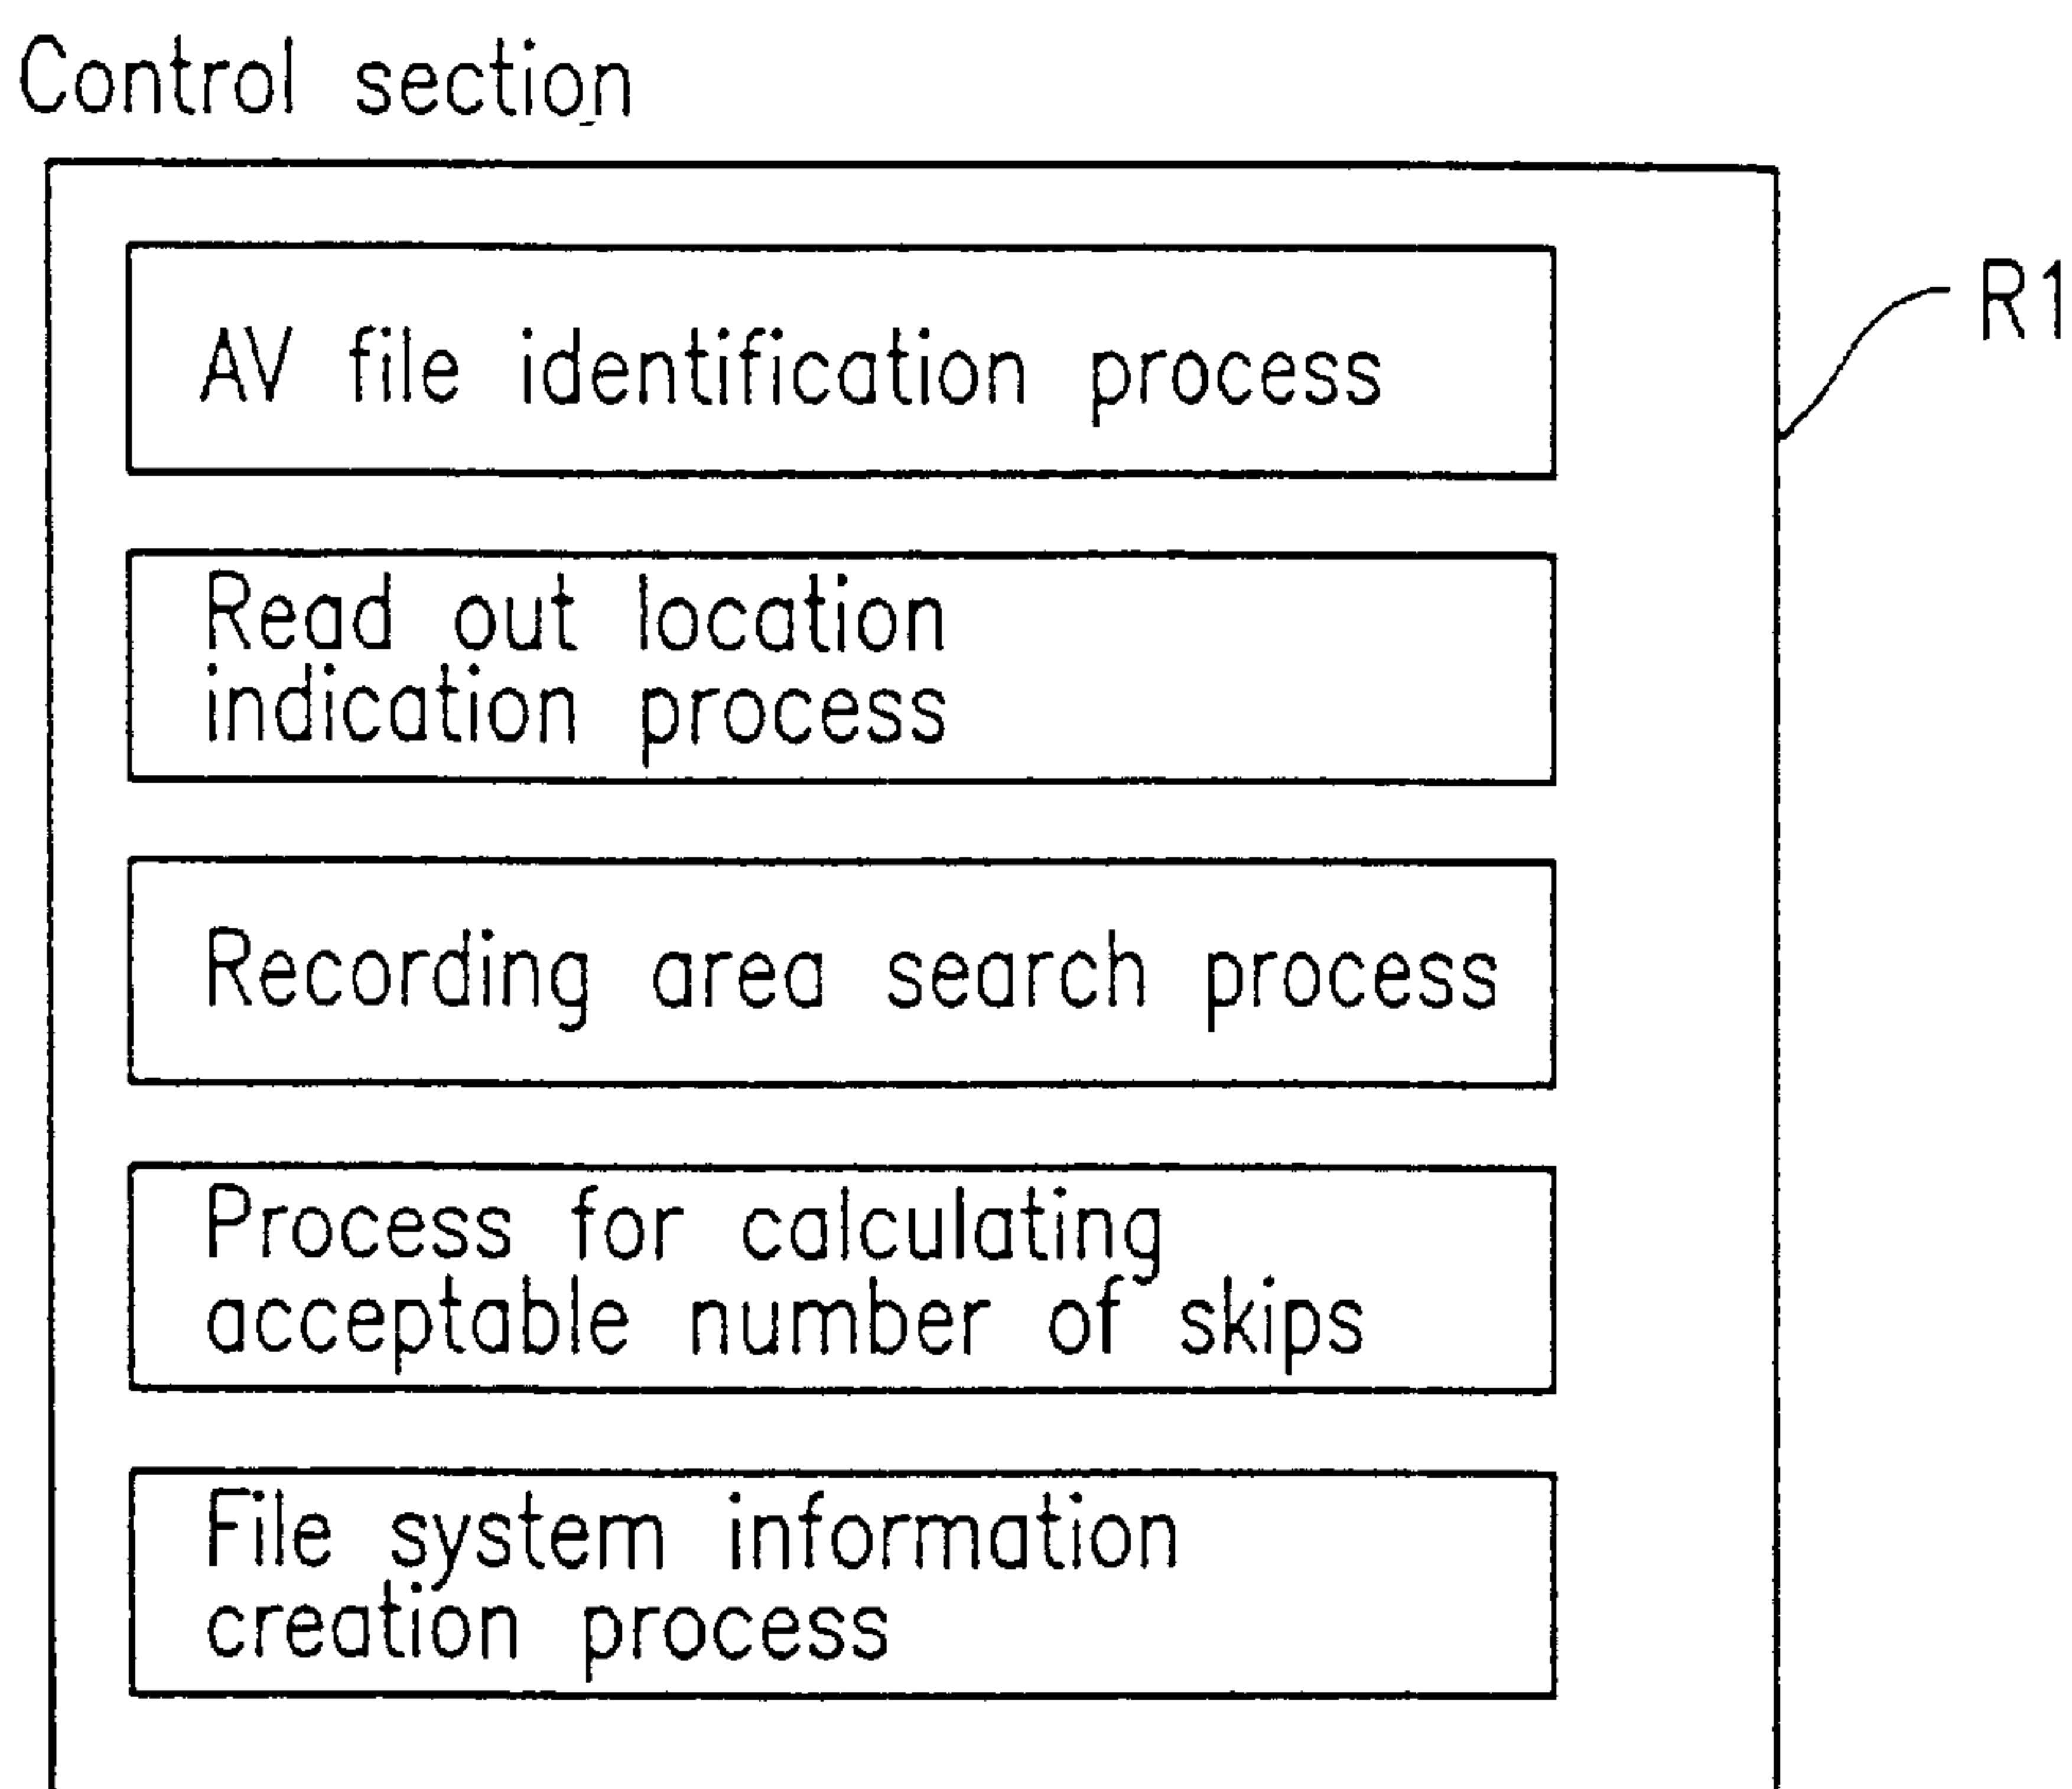 Control section
R1
AV file identification process
Read out location
indication process
Recording area search process
Process for calculating
acceptable number of skips
File system information
creation process